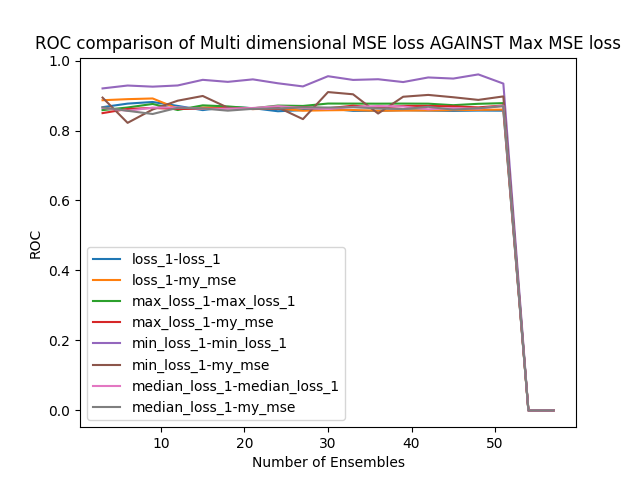 ROC comparison of Multi dimensional MSE loss AGAINST Max MSE loss
1.0
0.8
0.6
0.4
0.2
0.0
ROC
loss_1-loss_1
loss_1-my_mse
max_loss_1-max_loss_1
max_loss_1-my_mse
min_loss_1-min_loss_1
min_loss_1-my_mse
median_loss_1-median_loss_1
median_loss_1-my_mse
10 20 30 40 50
Number of Ensembles